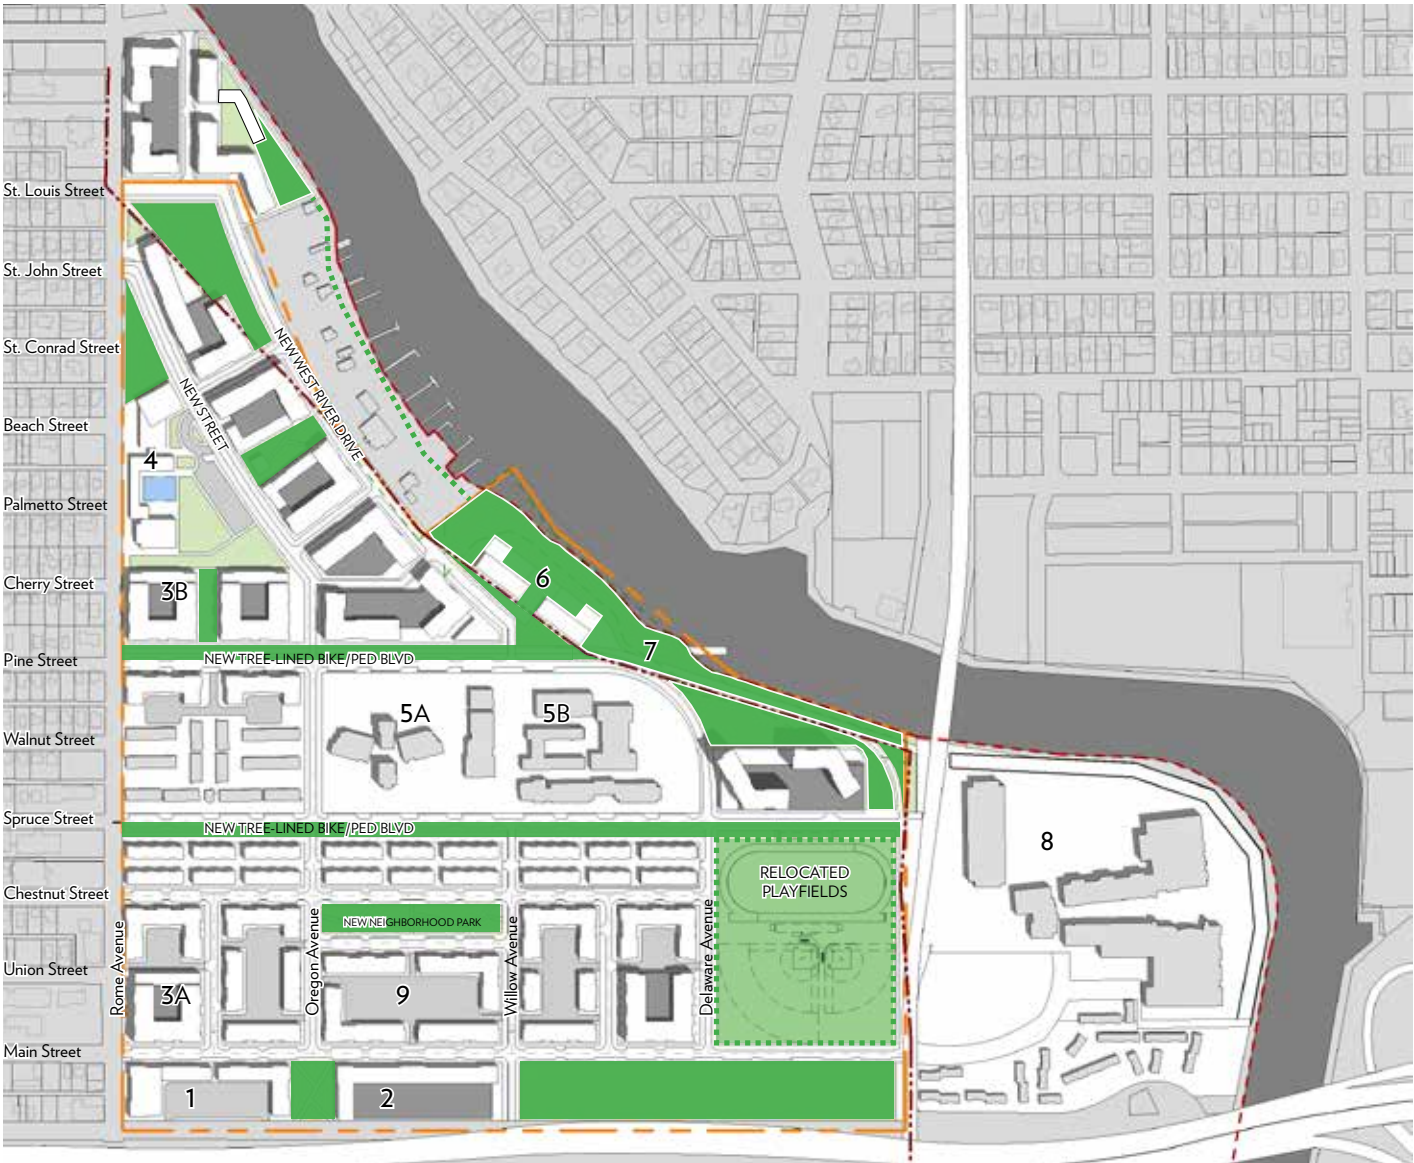 St. Louis Street
St. John Street
St. Conrad Street
NEW WEST RIVER DRIVE
NEW STREET
Beach Street
4
Palmetto Street
Cherry Street
3B
6
7
Pine Street
NEW TREE-LINED BIKE/PED BLVD
5A
5B
Walnut Street
Spruce Street
NEW TREE-LINED BIKE/PED BLVD
8
RELOCATED
PLAYFIELDS
Chestnut Street
NEW NEIGHBORHOOD PARK
Rome Avenue
Oregon Avenue
Willow Avenue
Delaware Avenue
Union Street
3A
9
Main Street
1
2